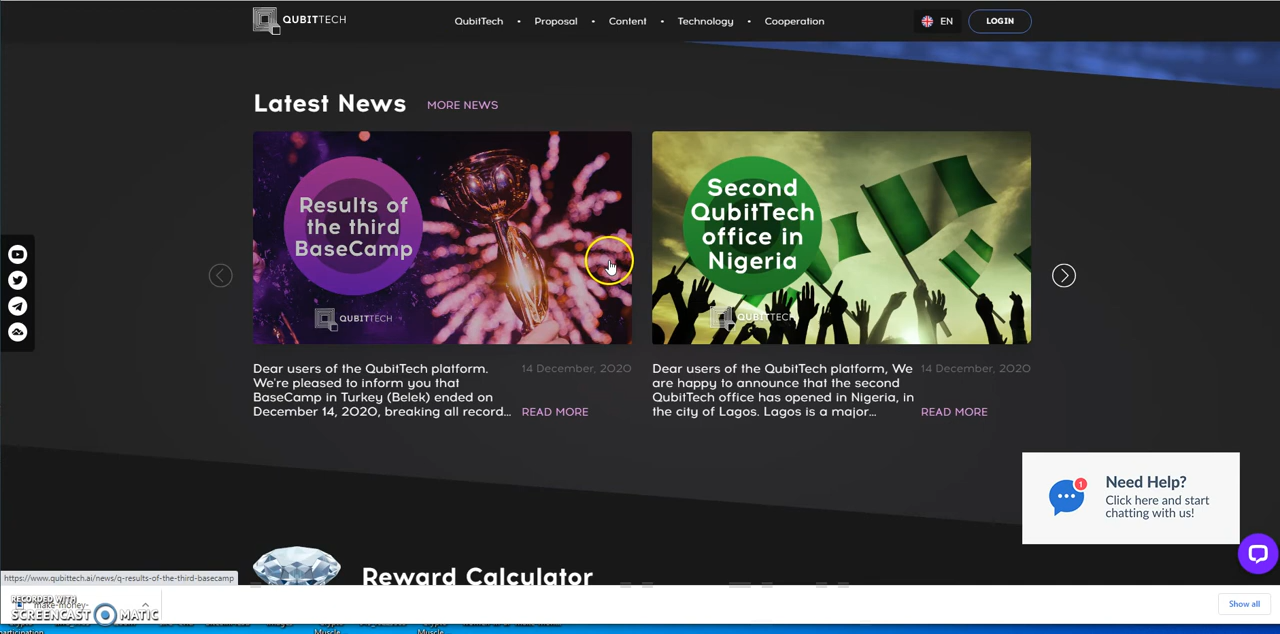 QUBITTECH
QubitTech • Proposal • Content • Technology • Cooperation
EN
LOGIN
Latest News
MORE NEWS
Results of
the third
BaseCamp
QUBITTECH
Second
QubitTech
office in
Nigeria
QUBITTECH
Dear users of the QubitTech platform.
We're pleased to inform you that
BaseCamp in Turkey (Belek) ended on
December 14, 2020, breaking all record...
14 December, 2020
READ MORE
Dear users of the QubitTech platform, We
are happy to announce that the second
QubitTech office has opened in Nigeria, in
the city of Lagos. Lagos is a major...
14 December, 2020
READ MORE
1
Need Help?
Click here and start
chatting with us!
Reward Calculator
https://www.qubittech.ai/news/q-results-of-the-third-basecamp
RECORDED WITH
make-money-
SCREENCAST MATIC
Show all
Muscle
participation
Muscle